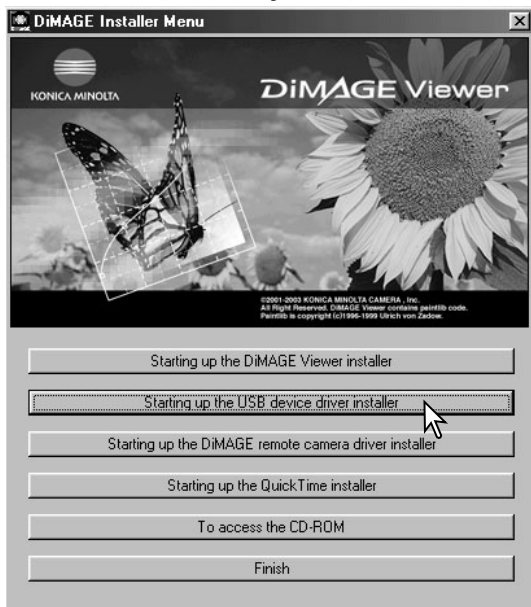 DiMAGE Installer Menu
KONICA MINOLTA
DiMAGE Viewer
©2001-2003 KONICA MINOLTA CAMERA , Inc.
All Right Reserved. DiMAGE Viewer contains paintlib code.
Paintlib is copyright (c)1996-1999 Ulrich von Zadow.
Starting up the DiMAGE Viewer installer
Starting up the USB device driver installer
Starting up the DiMAGE remote camera driver installer
Starting up the QuickTime installer
To access the CD-ROM
Finish